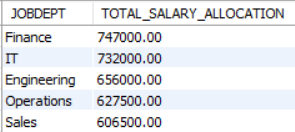 JOBDEPT TOTAL_SALARY_ALLOCATION
Finance 747000.00
IT 732000.00
Engineering 656000.00
Operations 627500.00
Sales 606500.00